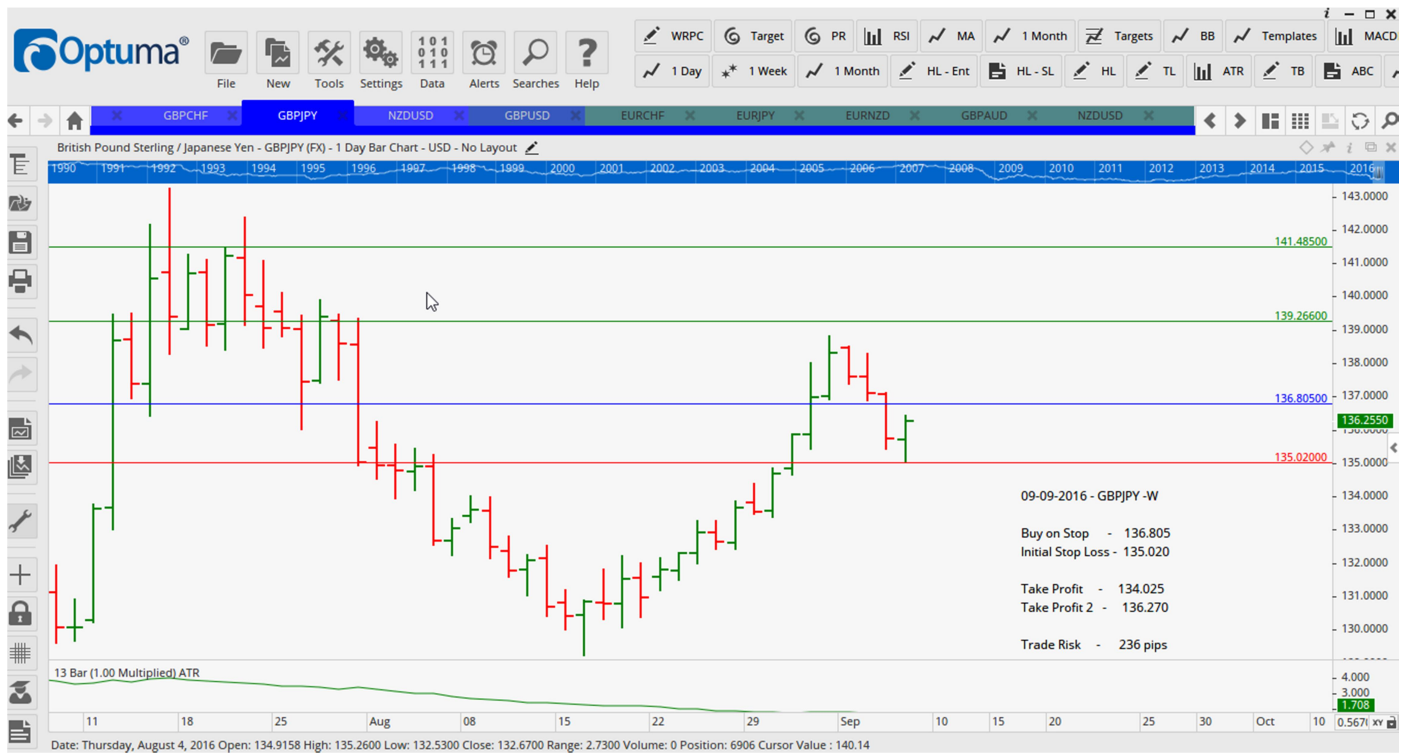 Optuma®
File
New
Tools
Settings
Data
Alerts
Searches
Help
WRPC
Target
PR
RSI
MA
1 Month
Targets
BB
Templates
MACD
1 Day
1 Week
1 Month
HL - Ent
HL - SL
HL
TL
ATR
TB
ABC
GBPCHF
GBPJPY
NZDUSD
GBPUSD
EURCHF
EURJPY
EURNZD
GBPAUD
NZDUSD
British Pound Sterling / Japanese Yen - GBPJPY (FX) - 1 Day Bar Chart - USD - No Layout
1990 1991 1992 1993 1994 1995 1996 1997 1998 1999 2000 2001 2002 2003 2004 2005 2006 2007 2008 2009 2010 2011 2012 2013 2014 2015 2016
143.0000
142.0000
141.48500
141.0000
140.0000
139.26600
139.0000
138.0000
137.0000
136.80500
136.2550
136.0000
135.02000
135.0000
134.0000
133.0000
132.0000
131.0000
130.0000
09-09-2016 - GBPJPY -W
Buy on Stop - 136.805
Initial Stop Loss - 135.020
Take Profit - 134.025
Take Profit 2 - 136.270
Trade Risk - 236 pips
13 Bar (1.00 Multiplied) ATR
4.000
3.000
1.708
11 18 25 Aug 08 15 22 29 Sep 10 15 20 25 30 Oct 10
XY
Date: Thursday, August 4, 2016 Open: 134.9158 High: 135.2600 Low: 132.5300 Close: 132.6700 Range: 2.7300 Volume: 0 Position: 6906 Cursor Value : 140.14